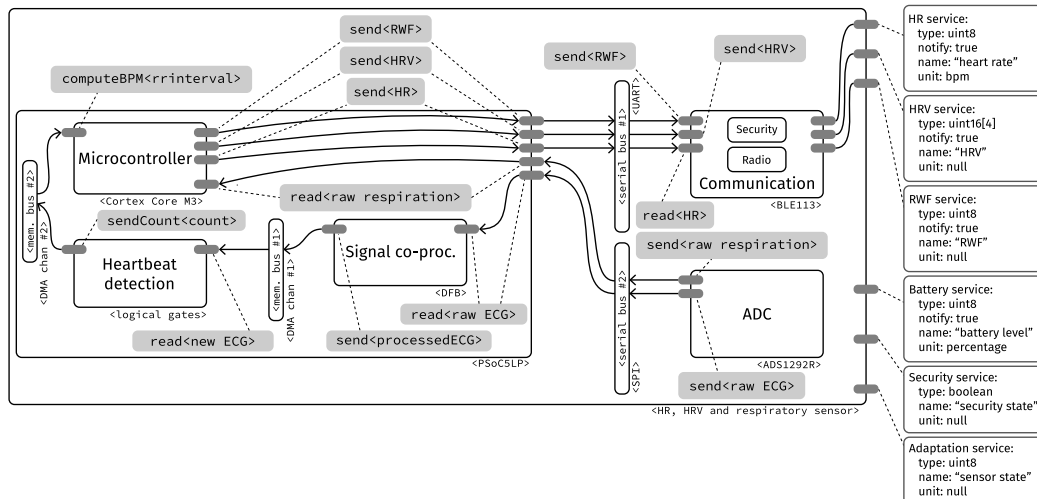 send<RWF>
send<HRV>
send<HR>
computeBPM<rrinterval>
Microcontroller
<Cortex Core M3>
<mem. bus #2>
<DMA chan #2>
read<raw respiration>
sendCount<count>
Heartbeat
detection
<logical gates>
<mem. bus #1>
<DMA chan #1>
Signal co-proc.
<DFB>
read<raw ECG>
read<new ECG>
send<processedECG>
<PSoC5LP>
send<RWF>
send<HRV>
<serial bus #1>
<UART>
Security
Radio
Communication
<BLE113>
read<HR>
send<raw respiration>
<serial bus #2>
<SPI>
ADC
<ADS1292R>
send<raw ECG>
<HR, HRV and respiratory sensor>
HR service:
type: uint8
notify: true
name: “heart rate”
unit: bpm
HRV service:
type: uint16[4]
notify: true
name: “HRV”
unit: null
RWF service:
type: uint8
notify: true
name: “RWF”
unit: null
Battery service:
type: uint8
notify: true
name: “battery level”
unit: percentage
Security service:
type: boolean
name: “security state”
unit: null
Adaptation service:
type: uint8
name: “sensor state”
unit: null